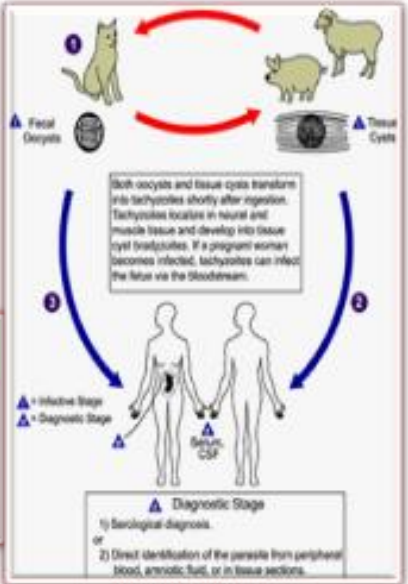 1
Fecal
Oocysts
Tissue
Cysts
Both oocysts and tissue cysts transform
into tachyzoites shortly after ingestion.
Tachyzoites localize in neural and
muscle tissue and develop into tissue
cyst bradyzoites. If a pregnant woman
becomes infected, tachyzoites can infect
the fetus via the bloodstream.
3
2
= Infective Stage
= Diagnostic Stage
Serum,
CSF
Diagnostic Stage
1) Serological diagnosis.
or
2) Direct identification of the parasite from peripheral
blood, amniotic fluid, or in tissue sections.